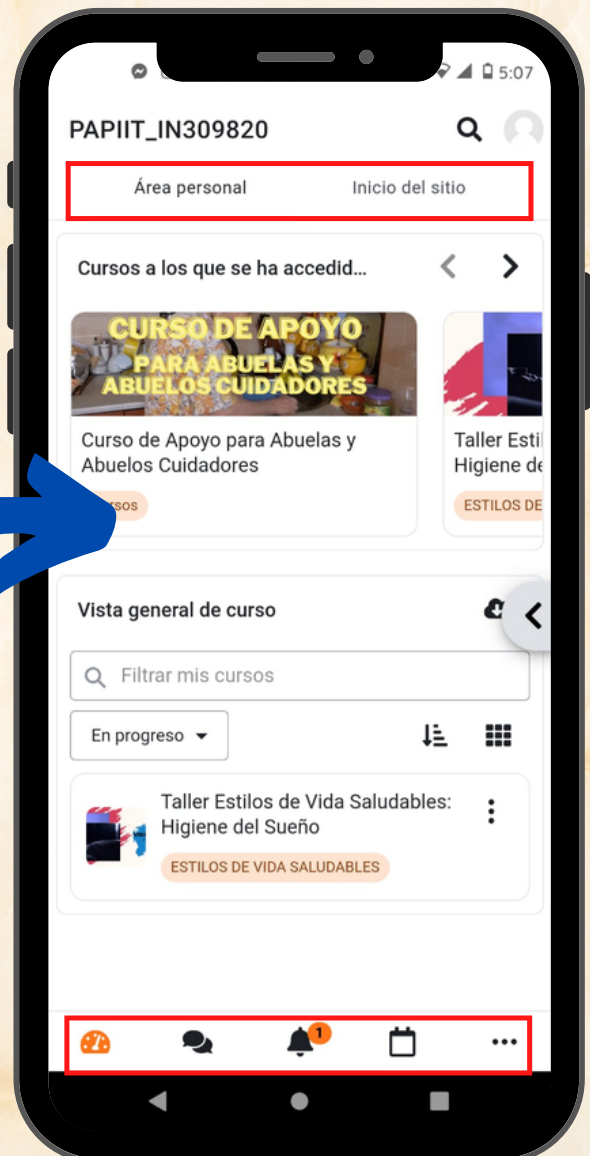 5:07
PAPIIT_IN309820
Área personal Inicio del sitio
Cursos a los que se ha accedid...
CURSO DE APOYO
PARA ABUELAS Y
ABUELOS CUIDADORES
Curso de Apoyo para Abuelas y
Abuelos Cuidadores
Taller Esti
Higiene de
ESTILOS DE
Vista general de curso
Filtrar mis cursos
En progreso
Taller Estilos de Vida Saludables:
Higiene del Sueño
ESTILOS DE VIDA SALUDABLES
1